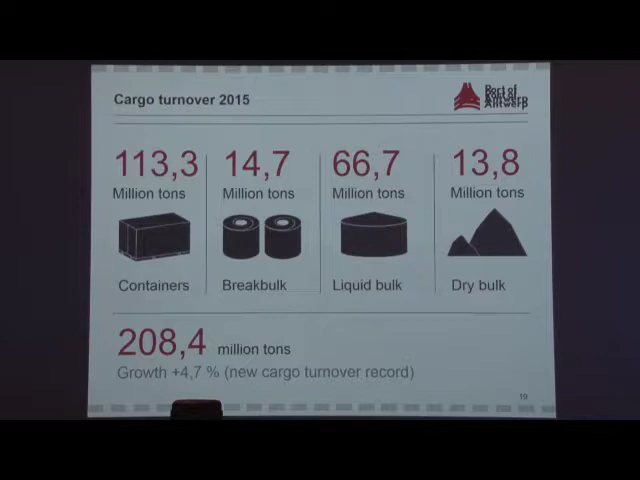 Cargo turnover 2015
Port of
Antwerp
113,3 14,7 66,7 13,8
Million tons Million tons Million tons Million tons
Containers Breakbulk Liquid bulk Dry bulk
208,4 million tons
Growth +4,7 % (new cargo turnover record)
19